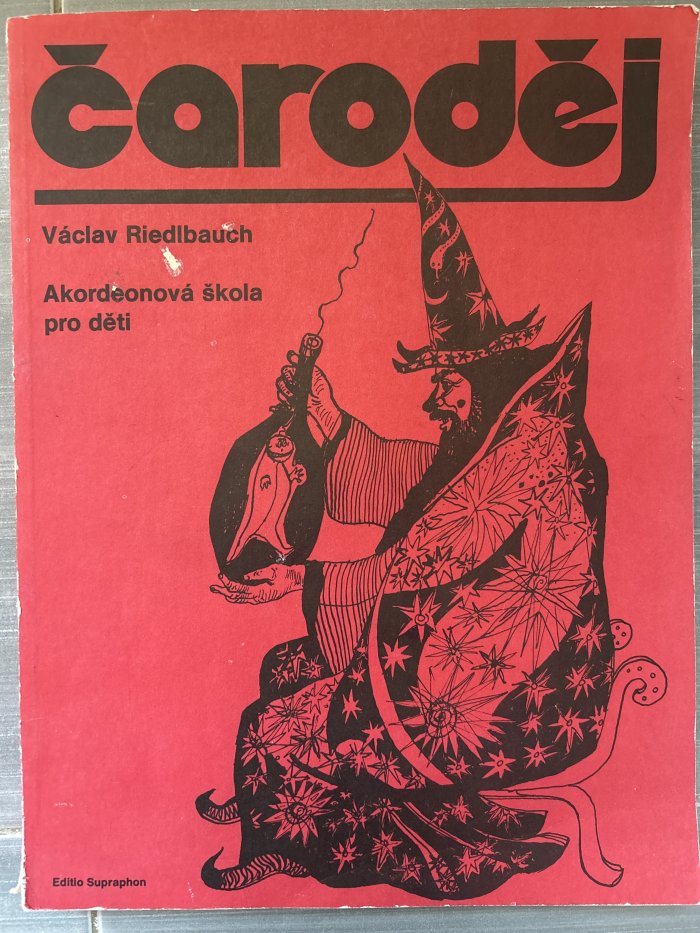 čaroděj
Václav Riedlbauch
Akordeonová škola
pro děti
Editio Supraphon